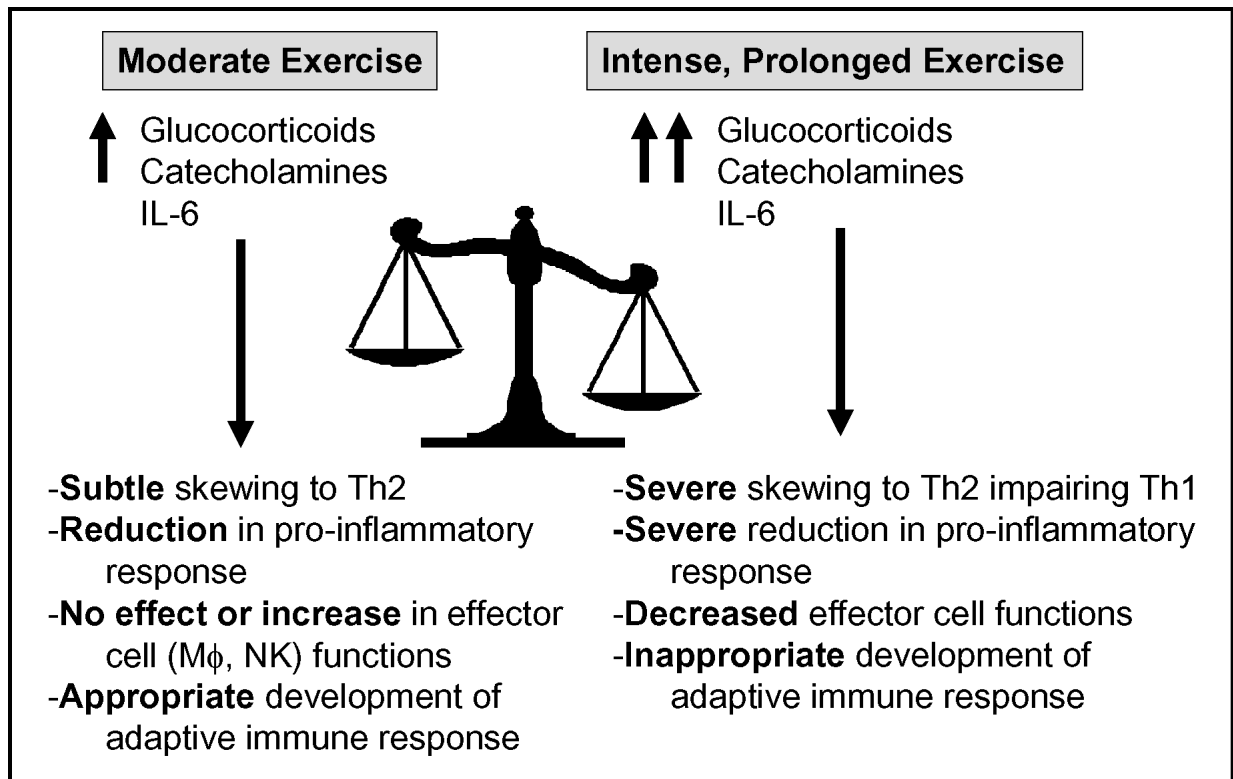 Moderate Exercise
Glucocorticoids
Catecholamines
IL-6
-Subtle skewing to Th2
-Reduction in pro-inflammatory
response
-No effect or increase in effector
cell (Mϕ, NK) functions
-Appropriate development of
adaptive immune response
Intense, Prolonged Exercise
Glucocorticoids
Catecholamines
IL-6
-Severe skewing to Th2 impairing Th1
-Severe reduction in pro-inflammatory
response
-Decreased effector cell functions
-Inappropriate development of
adaptive immune response